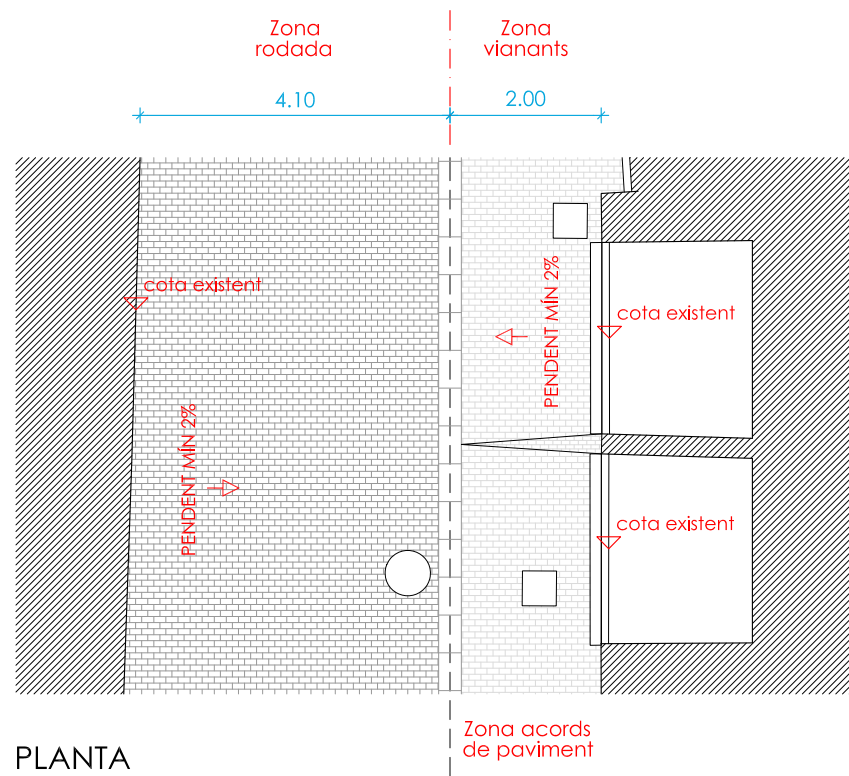 Zona
rodada
Zona
vianants
4.10
2.00
cota existent
PENDENT MÍN 2%
cota existent
PENDENT MÍN 2%
cota existent
Zona acords
de paviment
PLANTA